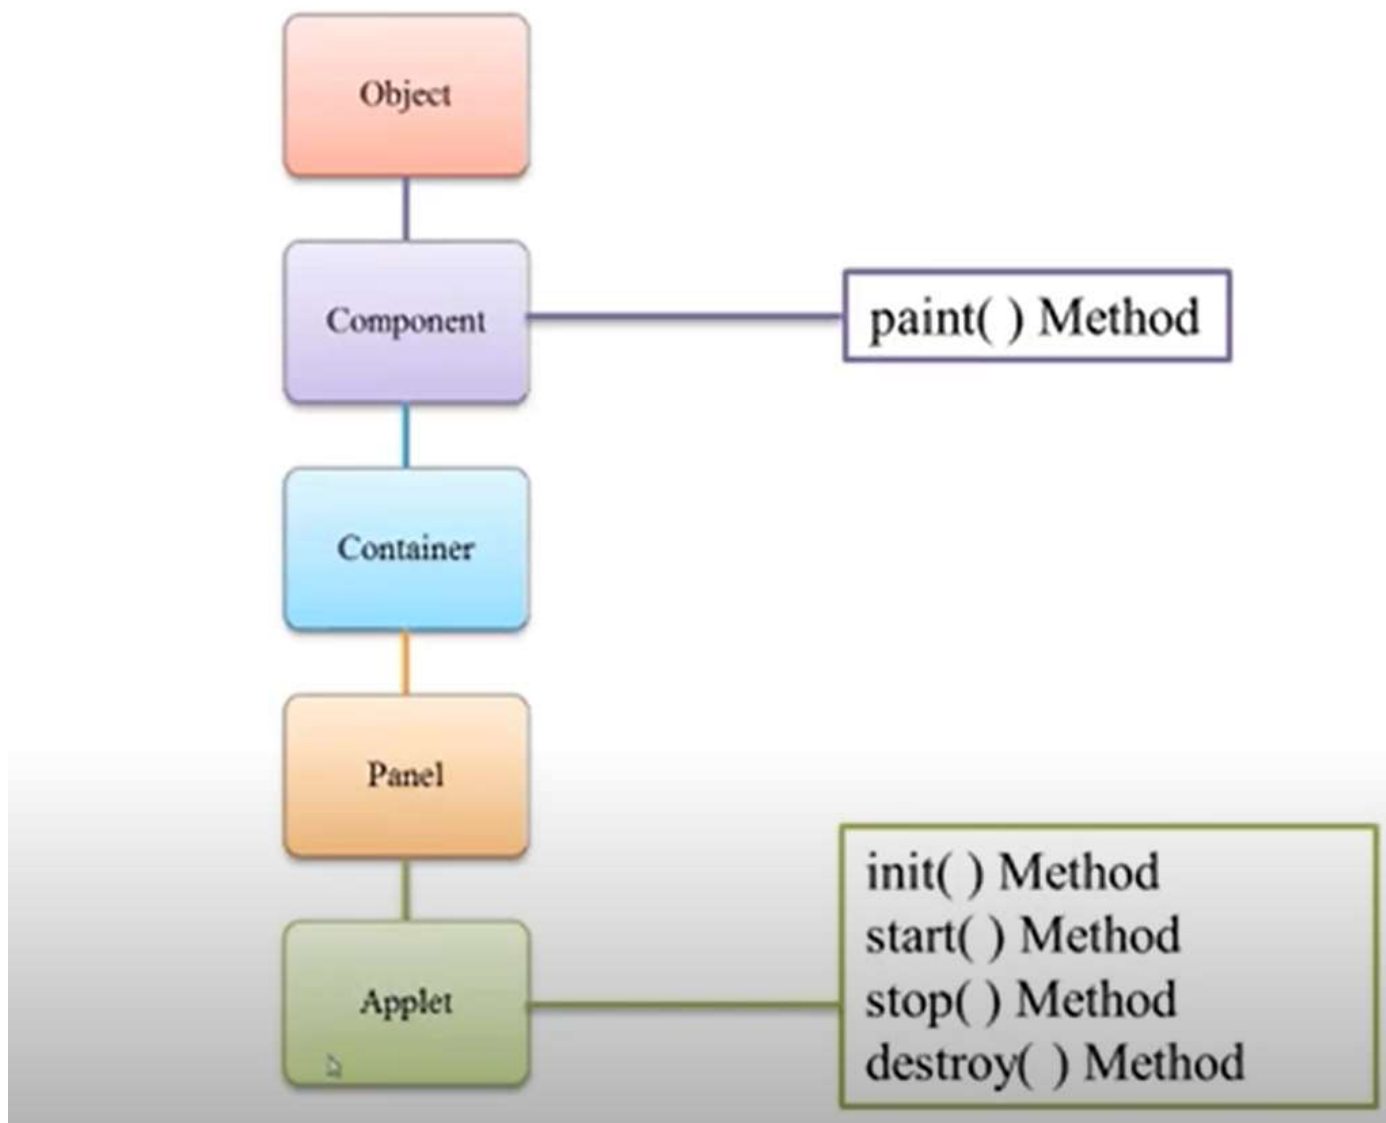 Object
Component
paint( ) Method
Container
Panel
Applet
init( ) Method
start( ) Method
stop( ) Method
destroy( ) Method